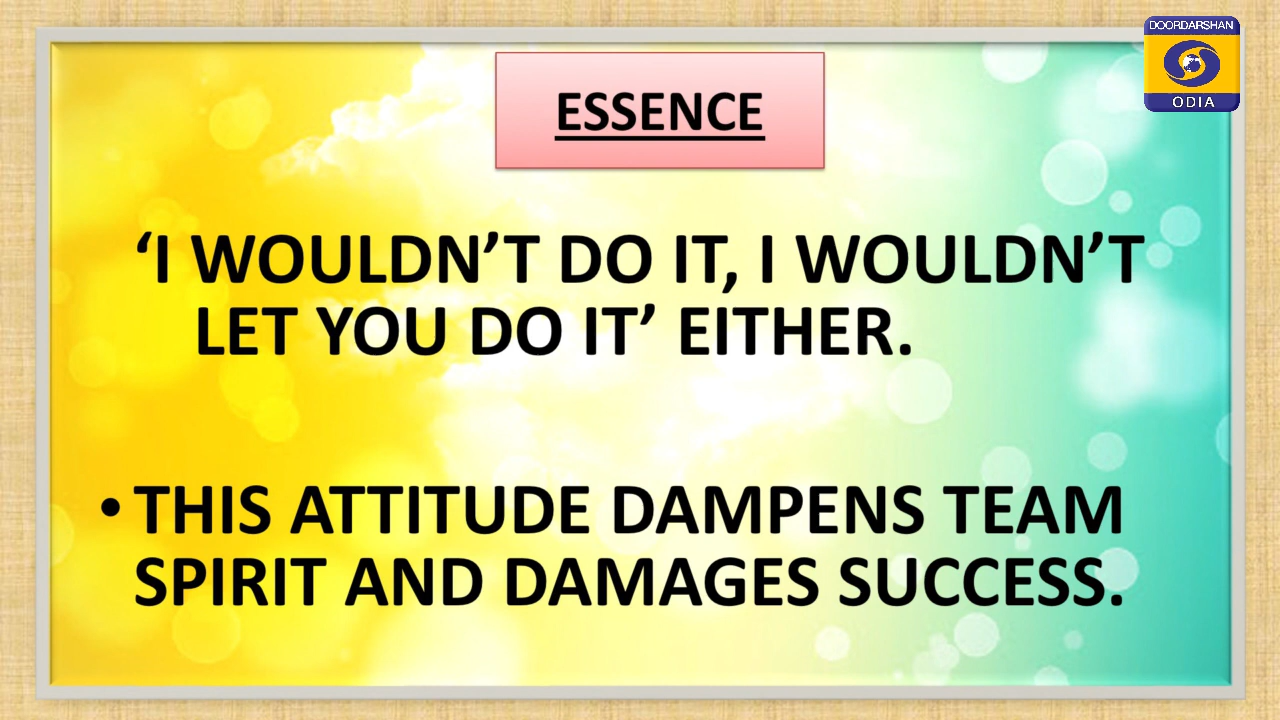 DOORDARSHAN
ODIA
ESSENCE
‘I WOULDN’T DO IT, I WOULDN’T
LET YOU DO IT’ EITHER.
• THIS ATTITUDE DAMPENS TEAM
SPIRIT AND DAMAGES SUCCESS.